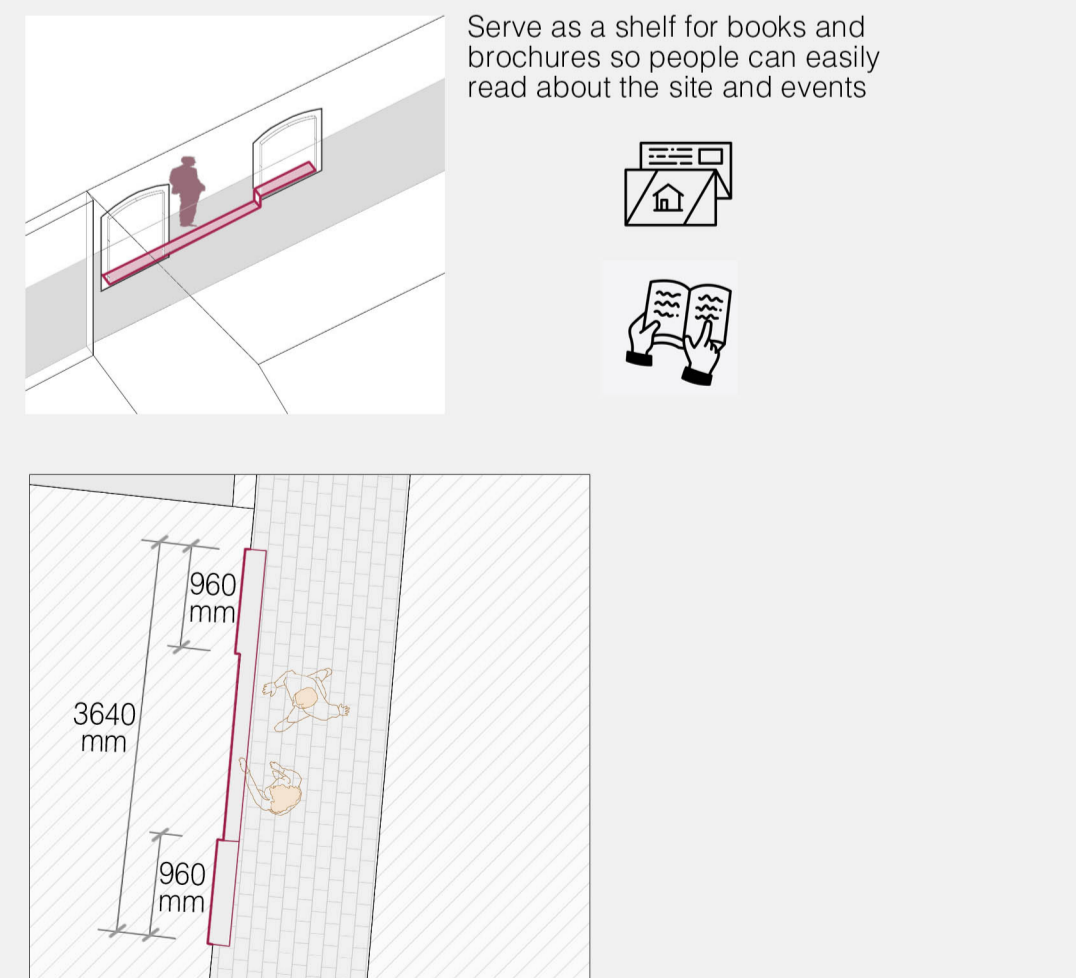 Serve as a shelf for books and
brochures so people can easily
read about the site and events
960
mm
3640
mm
960
mm